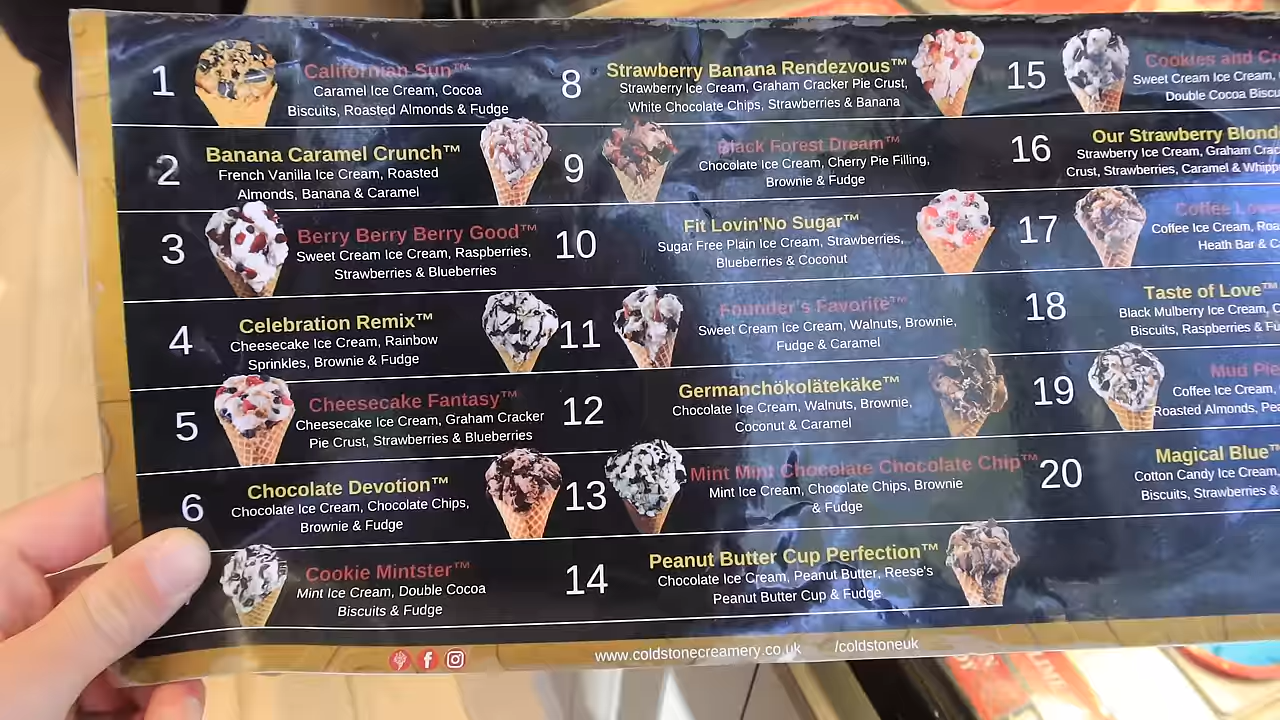 1
Californian Sun™
Caramel Ice Cream, Cocoa
Biscuits, Roasted Almonds & Fudge
2
Banana Caramel Crunch™
French Vanilla Ice Cream, Roasted
Almonds, Banana & Caramel
3
Berry Berry Berry Good™
Sweet Cream Ice Cream, Raspberries,
Strawberries & Blueberries
4
Celebration Remix™
Cheesecake Ice Cream, Rainbow
Sprinkles, Brownie & Fudge
5
Cheesecake Fantasy™
Cheesecake Ice Cream, Graham Cracker
Pie Crust, Strawberries & Blueberries
6
Chocolate Devotion™
Chocolate Ice Cream, Chocolate Chips,
Brownie & Fudge
Cookie Mintster™
Mint Ice Cream, Double Cocoa
Biscuits & Fudge
8
Strawberry Banana Rendezvous™
Strawberry Ice Cream, Graham Cracker Pie Crust,
White Chocolate Chips, Strawberries & Banana
9
Black Forest Dream™
Chocolate Ice Cream, Cherry Pie Filling,
Brownie & Fudge
10
Fit Lovin'No Sugar™
Sugar Free Plain Ice Cream, Strawberries,
Blueberries & Coconut
11
Founder's Favorite™
Sweet Cream Ice Cream, Walnuts, Brownie,
Fudge & Caramel
12
Germanchökolätekäke™
Chocolate Ice Cream, Walnuts, Brownie,
Coconut & Caramel
13
Mint Mint Chocolate Chocolate Chip™
Mint Ice Cream, Chocolate Chips, Brownie
& Fudge
14
Peanut Butter Cup Perfection™
Chocolate Ice Cream, Peanut Butter, Reese's
Peanut Butter Cup & Fudge
15
Cookies and
Sweet Cream Ice Cream,
Double Cocoa
16
Our Strawberry
Strawberry Ice Cream, Graham
Crust, Strawberries, Caramel &
17
Coffee
Coffee Ice Cream,
Heath Bar &
18
Taste of Love™
Black Mulberry Ice Cream,
Biscuits, Raspberries &
19
Mud
Coffee Ice Cream,
Roasted Almonds,
20
Magical Blue™
Cotton Candy Ice Cream,
Biscuits, Strawberries &
www.coldstonecreamery.co.uk /coldstoneuk